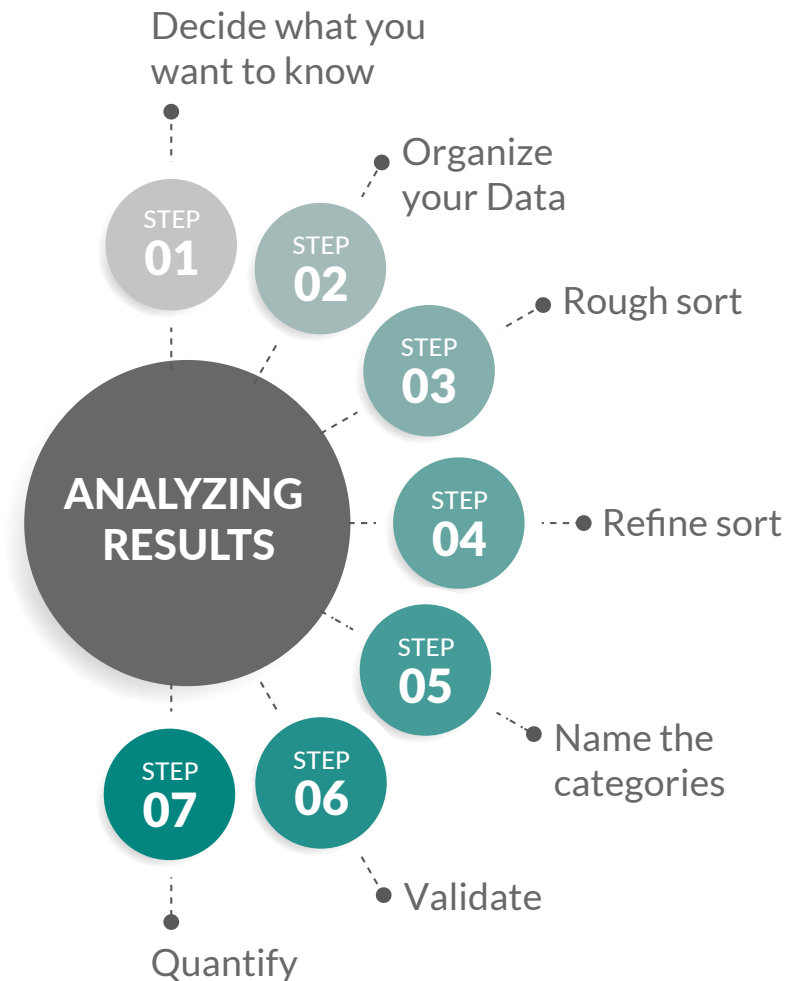 Decide what you
want to know
STEP
01
Organize
your Data
STEP
02
Rough sort
STEP
03
ANALYZING
RESULTS
STEP
04
Refine sort
STEP
05
Name the
categories
STEP
06
Validate
STEP
07
Quantify